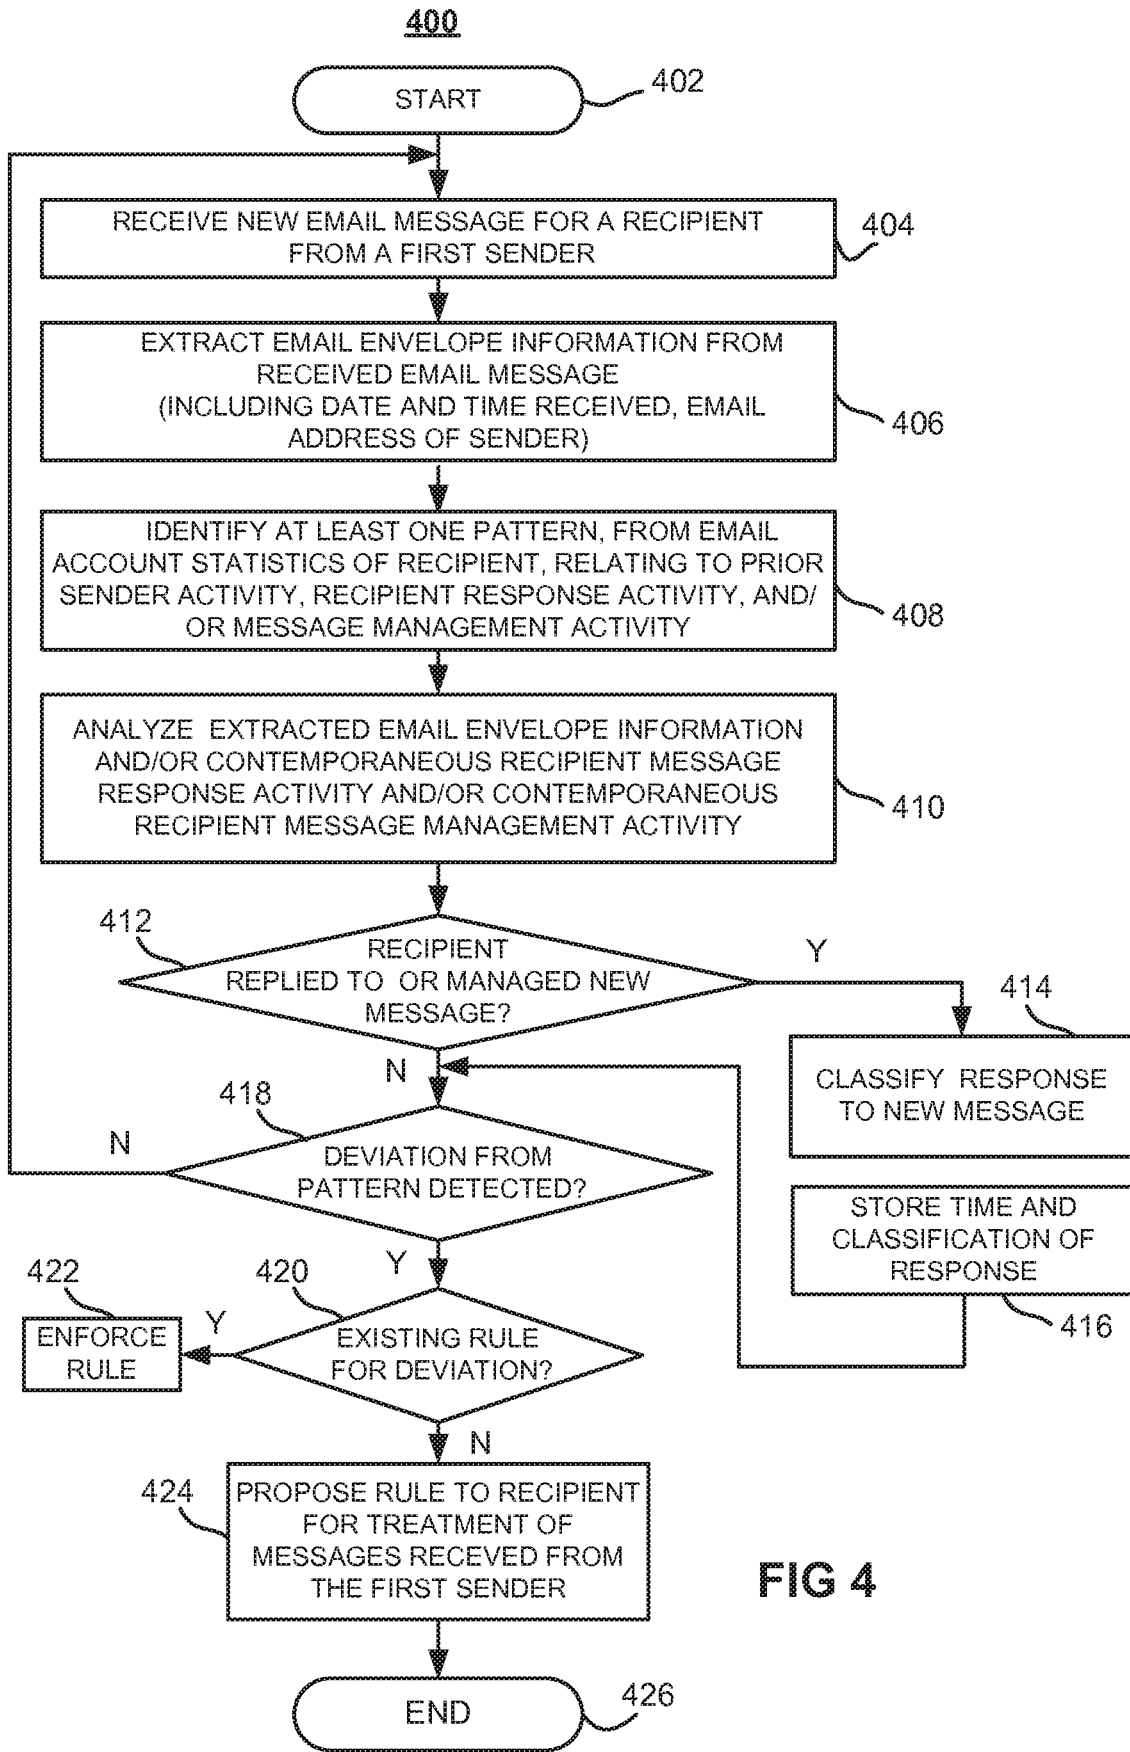 400
START
402
RECEIVE NEW EMAIL MESSAGE FOR A RECIPIENT
FROM A FIRST SENDER
404
EXTRACT EMAIL ENVELOPE INFORMATION FROM
RECEIVED EMAIL MESSAGE
(INCLUDING DATE AND TIME RECEIVED, EMAIL
ADDRESS OF SENDER)
406
IDENTIFY AT LEAST ONE PATTERN, FROM EMAIL
ACCOUNT STATISTICS OF RECIPIENT, RELATING TO PRIOR
SENDER ACTIVITY, RECIPIENT RESPONSE ACTIVITY, AND/
OR MESSAGE MANAGEMENT ACTIVITY
408
ANALYZE EXTRACTED EMAIL ENVELOPE INFORMATION
AND/OR CONTEMPORANEOUS RECIPIENT MESSAGE
RESPONSE ACTIVITY AND/OR CONTEMPORANEOUS
RECIPIENT MESSAGE MANAGEMENT ACTIVITY
410
412
RECIPIENT
REPLIED TO OR MANAGED NEW
MESSAGE?
Y
414
CLASSIFY RESPONSE
TO NEW MESSAGE
N
418
DEVIATION FROM
PATTERN DETECTED?
N
STORE TIME AND
CLASSIFICATION OF
RESPONSE
416
Y
420
EXISTING RULE
FOR DEVIATION?
Y
422
ENFORCE
RULE
N
424
PROPOSE RULE TO RECIPIENT
FOR TREATMENT OF
MESSAGES RECEVED FROM
THE FIRST SENDER
FIG 4
END
426